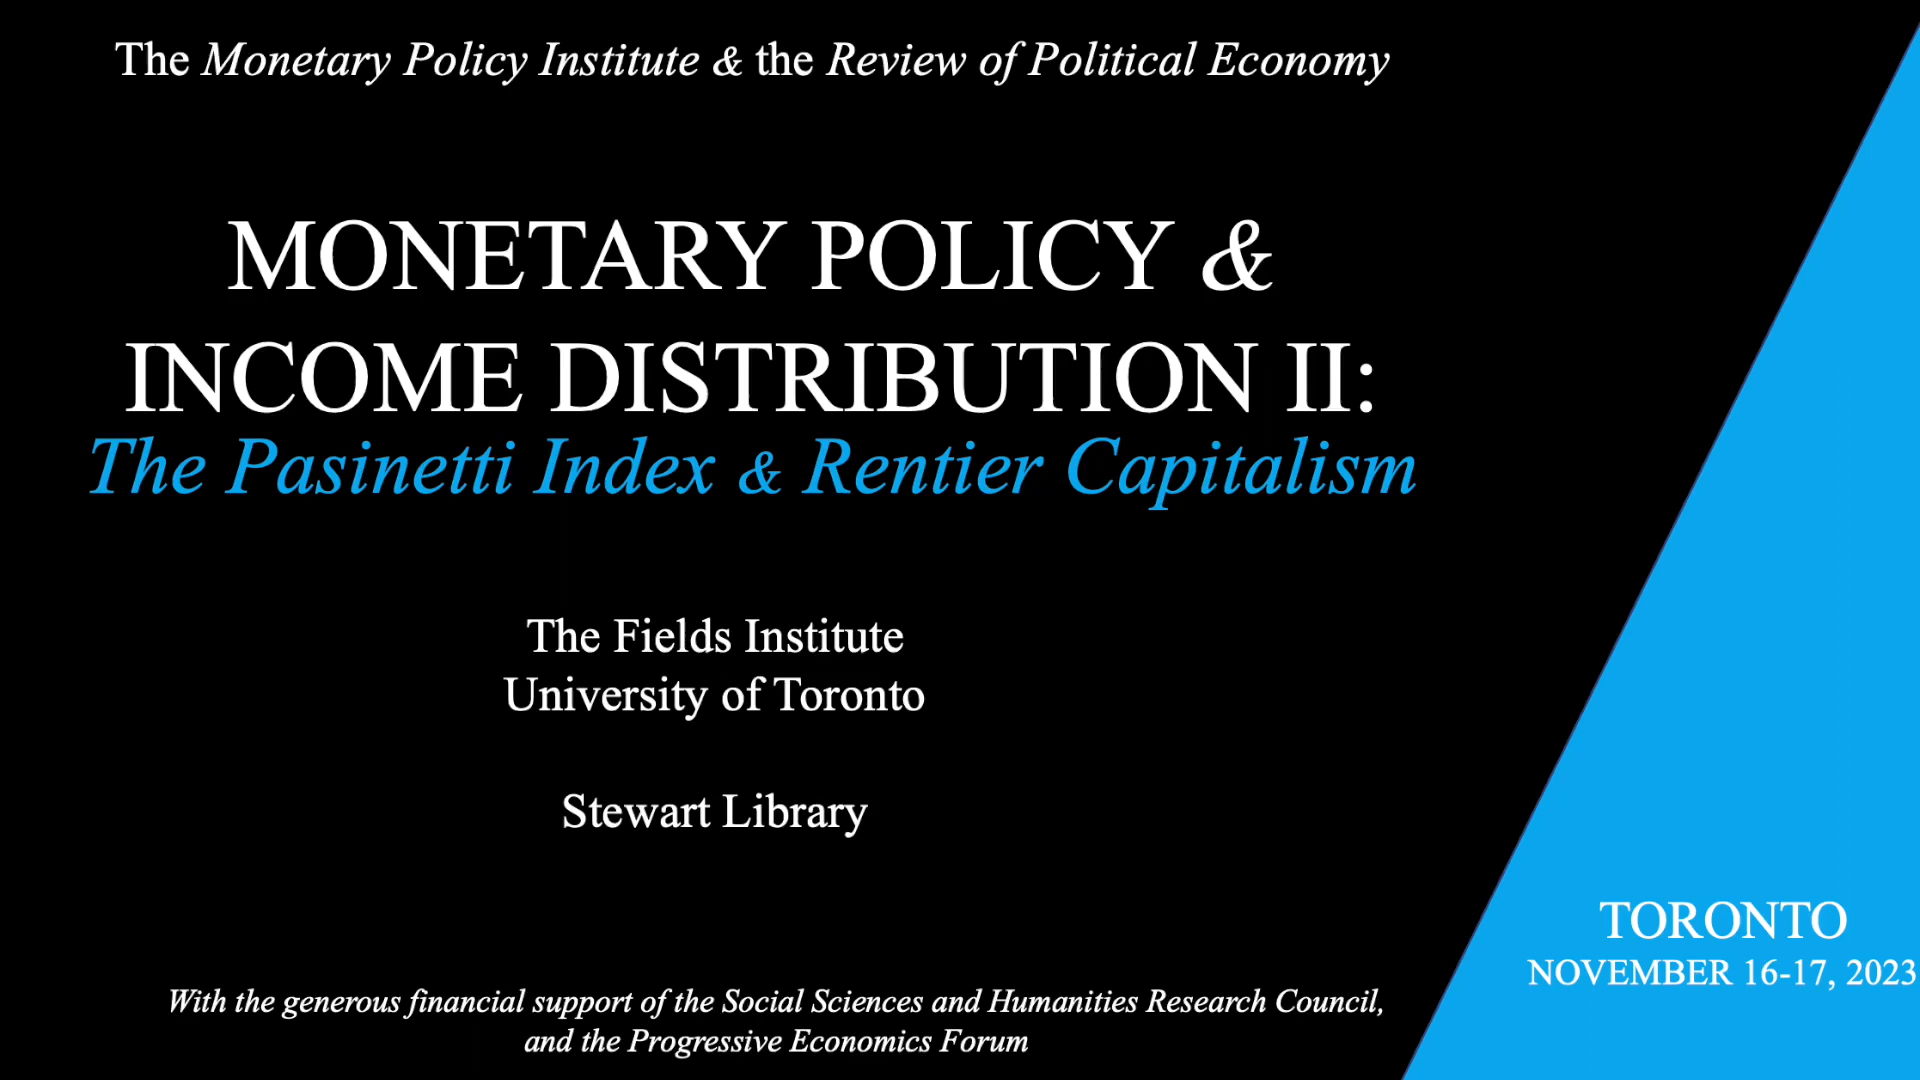 The Monetary Policy Institute & the Review of Political Economy
MONETARY POLICY &
INCOME DISTRIBUTION II:
The Pasinetti Index & Rentier Capitalism
The Fields Institute
University of Toronto
Stewart Library
TORONTO
NOVEMBER 16-17, 2023
With the generous financial support of the Social Sciences and Humanities Research Council,
and the Progressive Economics Forum